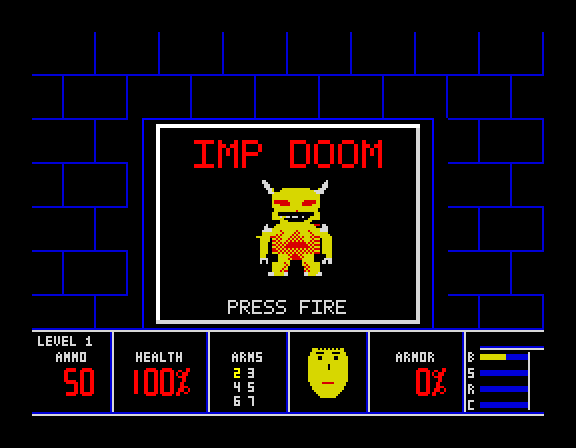 IMP DOOM
PRESS FIRE
LEVEL 1
AMMO HEALTH ARMS ARMOR B
50 100% 2 3 0% S
4 5 R
6 7 C